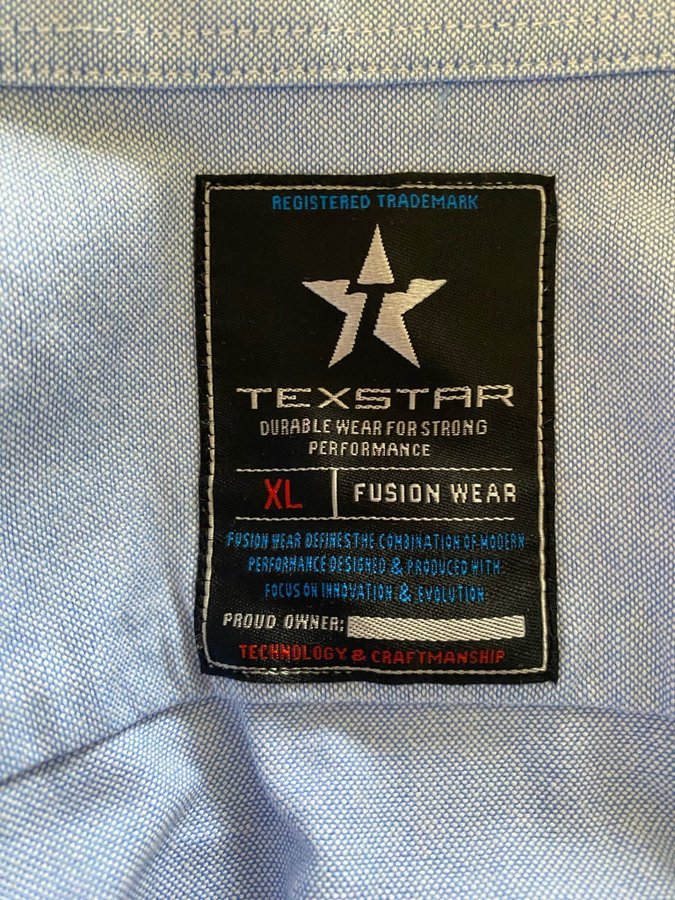 REGISTERED TRADEMARK
TEXSTAR
DURABLE WEAR FOR STRONG
PERFORMANCE
XL | FUSION WEAR
FUSION WEAR DEFINES THE COMBINATION OF MODERN
PERFORMANCE DESIGNED & PRODUCED WITH
FOCUS ON INNOVATION & EVOLUTION
PROUD OWNER:
TECHNOLOGY & CRAFTMANSHIP